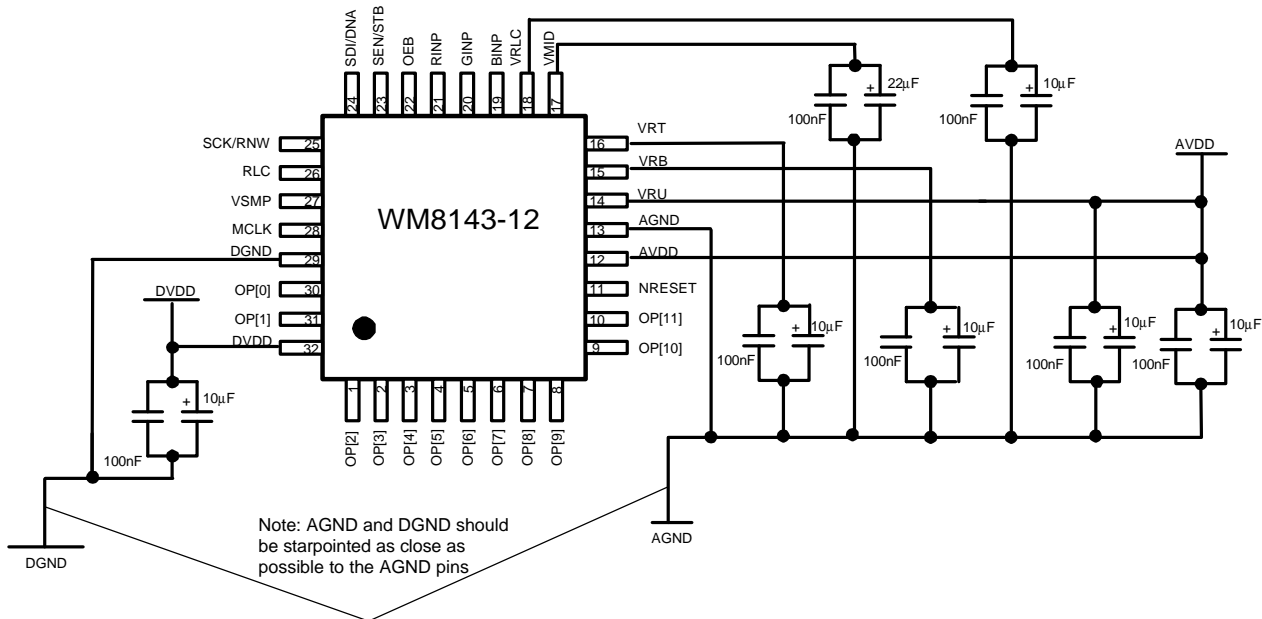 SDI/DNA
SEN/STB
OEB
RINP
GINP
BINP
VRLC
VMID
24
23
22
21
20
19
18
17
22µF
+
100nF
10µF
+
100nF
SCK/RNW 25
RLC 26
VSMP 27
MCLK 28
DGND 29
OP[0] 30
OP[1] 31
DVDD 32
WM8143-12
16 VRT
15 VRB
14 VRU
13 AGND
12 AVDD
11 NRESET
10 OP[11]
9 OP[10]
AVDD
DVDD
+
10µF
100nF
+
10µF
100nF
+
10µF
100nF
+
10µF
100nF
+
10µF
100nF
1
2
3
4
5
6
7
8
OP[2]
OP[3]
OP[4]
OP[5]
OP[6]
OP[7]
OP[8]
OP[9]
Note: AGND and DGND should
be starpointed as close as
possible to the AGND pins
DGND
AGND